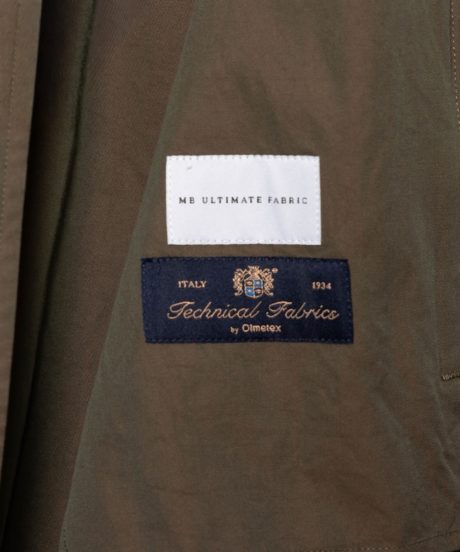 MB ULTIMATE FABRIC
ITALY 1934
Technical Fabrics
by Olmetex